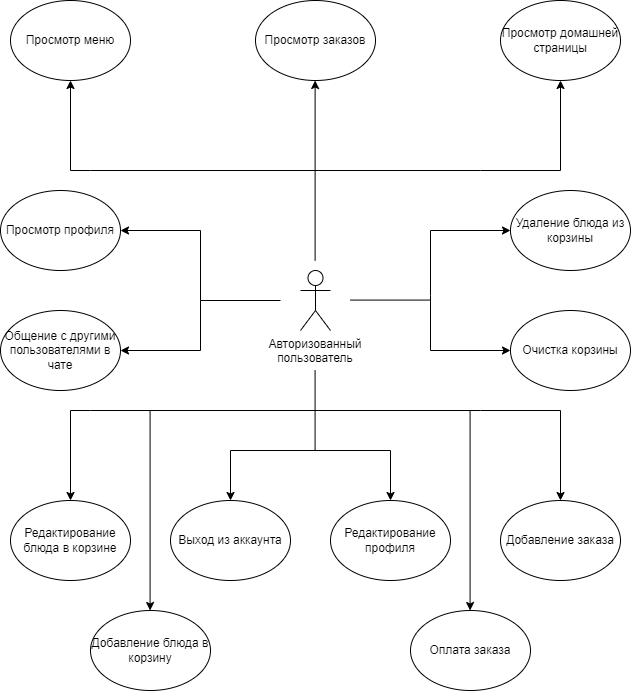 Просмотр меню
Просмотр заказов
Просмотр домашней
страницы
Просмотр профиля
Удаление блюда из
корзины
Авторизованный
пользователь
Общение с другими
пользователями в
чате
Очистка корзины
Редактирование
блюда в корзине
Выход из аккаунта
Редактирование
профиля
Добавление заказа
Добавление блюда в
корзину
Оплата заказа